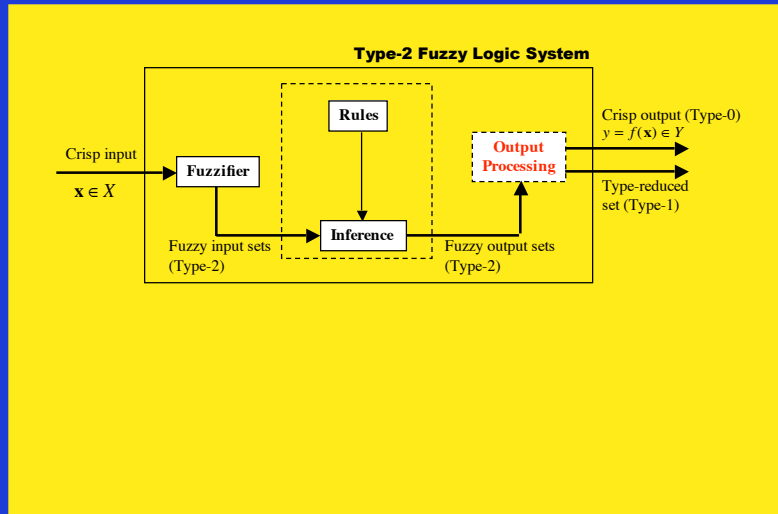 Type-2 Fuzzy Logic System
Rules
Crisp output (Type-0)
y = f(x) ∈ Y
Crisp input
Output
Processing
Fuzzifier
x ∈ X
Type-reduced
set (Type-1)
Inference
Fuzzy input sets
(Type-2)
Fuzzy output sets
(Type-2)